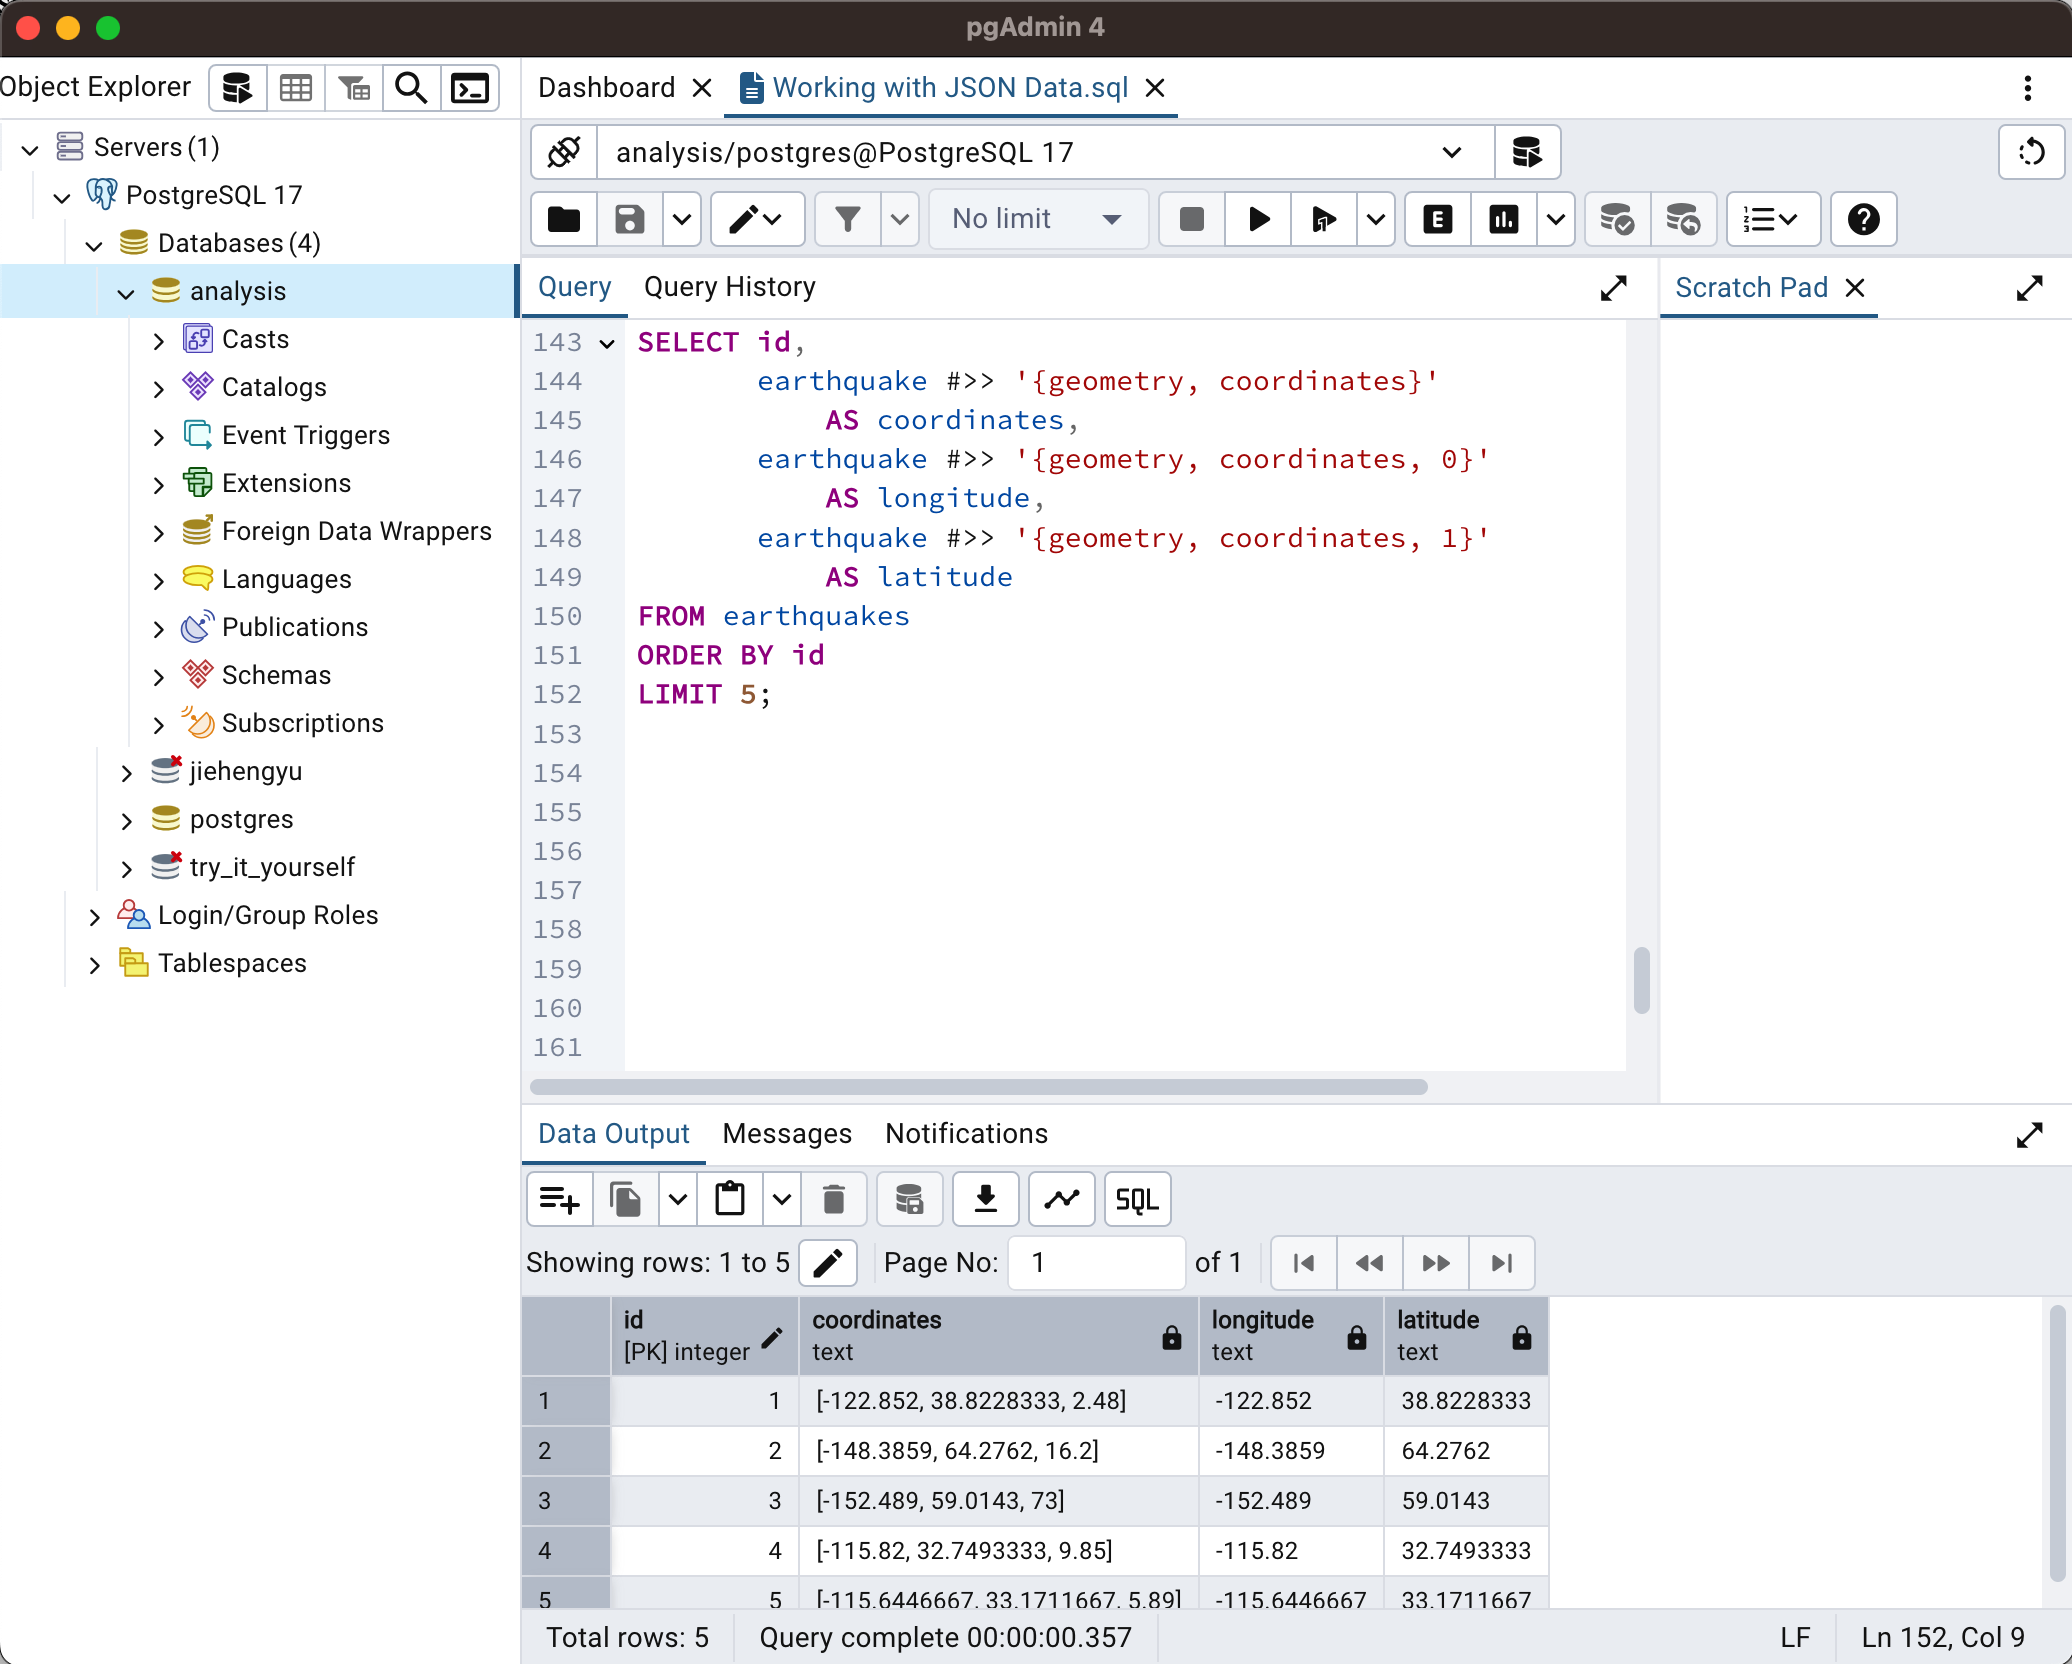 pgAdmin 4
Object Explorer
Servers (1)
PostgreSQL 17
Databases (4)
analysis
Casts
Catalogs
Event Triggers
Extensions
Foreign Data Wrappers
Languages
Publications
Schemas
Subscriptions
jiehengyu
postgres
try_it_yourself
Login/Group Roles
Tablespaces
Dashboard Working with JSON Data.sql
analysis/postgres@PostgreSQL 17
No limit E
Query Query History
Scratch Pad
143 SELECT id,
144 earthquake #>> '{geometry, coordinates}'
145 AS coordinates,
146 earthquake #>> '{geometry, coordinates, 0}'
147 AS longitude,
148 earthquake #>> '{geometry, coordinates, 1}'
149 AS latitude
150 FROM earthquakes
151 ORDER BY id
152 LIMIT 5;
153
154
155
156
157
158
159
160
161
Data Output Messages Notifications
SQL
Showing rows: 1 to 5 Page No: 1 of 1
id coordinates longitude latitude
[PK] integer text text text
1 1 [-122.852, 38.8228333, 2.48] -122.852 38.8228333
2 2 [-148.3859, 64.2762, 16.2] -148.3859 64.2762
3 3 [-152.489, 59.0143, 73] -152.489 59.0143
4 4 [-115.82, 32.7493333, 9.85] -115.82 32.7493333
5 5 [-115.6446667, 33.1711667, 5.89] -115.6446667 33.1711667
Total rows: 5 Query complete 00:00:00.357 LF Ln 152, Col 9